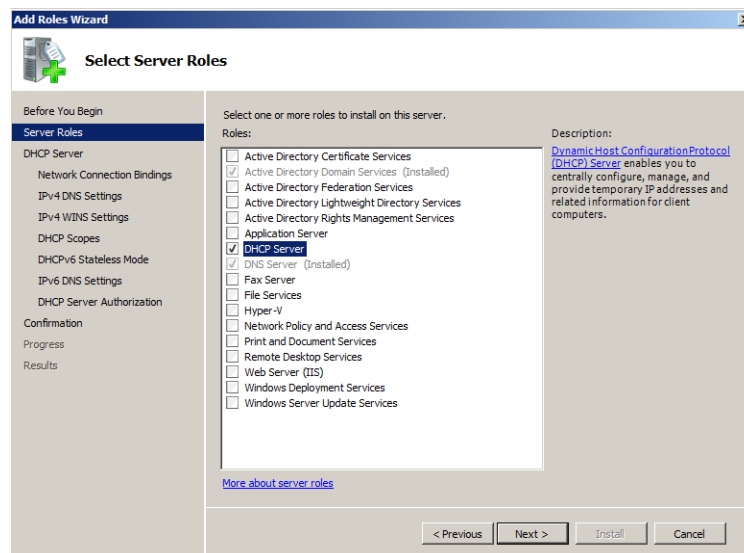 Add Roles Wizard
Select Server Roles
Before You Begin
Server Roles
DHCP Server
Network Connection Bindings
IPv4 DNS Settings
IPv4 WINS Settings
DHCP Scopes
DHCPv6 Stateless Mode
IPv6 DNS Settings
DHCP Server Authorization
Confirmation
Progress
Results
Select one or more roles to install on this server.
Roles:
Active Directory Certificate Services
Active Directory Domain Services (Installed)
Active Directory Federation Services
Active Directory Lightweight Directory Services
Active Directory Rights Management Services
Application Server
DHCP Server
DNS Server (Installed)
Fax Server
File Services
Hyper-V
Network Policy and Access Services
Print and Document Services
Remote Desktop Services
Web Server (IIS)
Windows Deployment Services
Windows Server Update Services
More about server roles
Description:
Dynamic Host Configuration Protocol
(DHCP) Server enables you to
centrally configure, manage, and
provide temporary IP addresses and
related information for client
computers.
< Previous
Next >
Install
Cancel